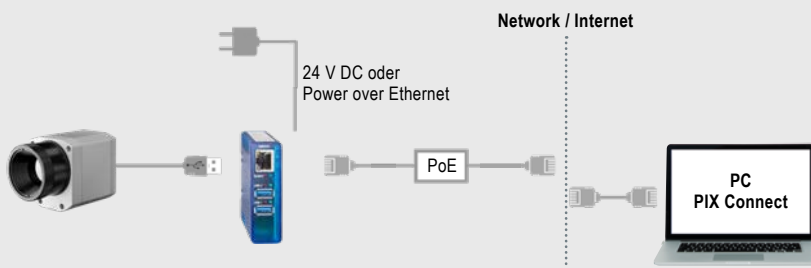 Network / Internet
24 V DC oder
Power over Ethernet
PoE
PC
PIX Connect